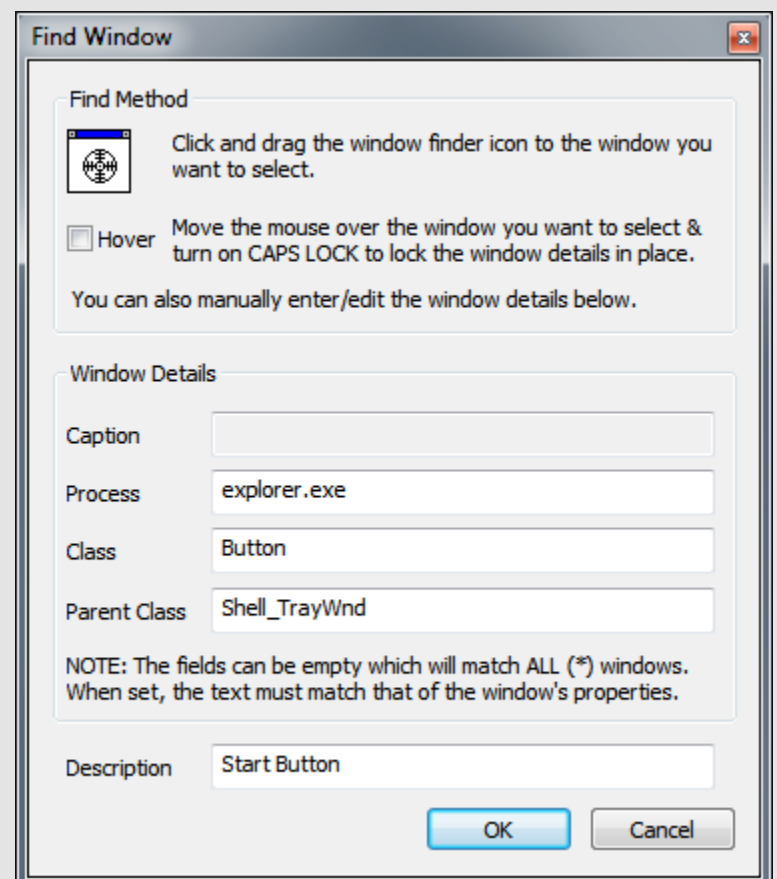 Find Window
Find Method
Click and drag the window finder icon to the window you
want to select.
Hover
Move the mouse over the window you want to select &
turn on CAPS LOCK to lock the window details in place.
You can also manually enter/edit the window details below.
Window Details
Caption
Process
explorer.exe
Class
Button
Parent Class
Shell_TrayWnd
NOTE: The fields can be empty which will match ALL (*) windows.
When set, the text must match that of the window's properties.
Description
Start Button
OK
Cancel